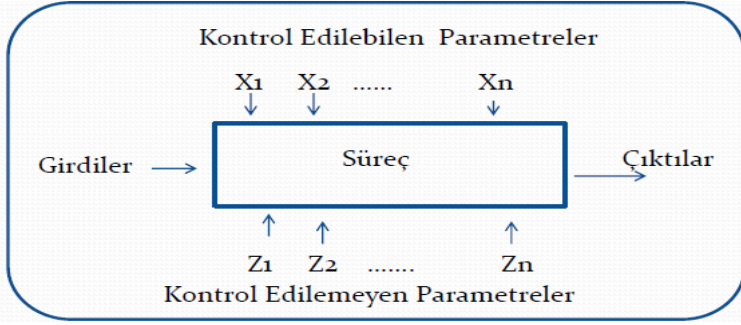 Kontrol Edilebilen Parametreler
X1 X2 ...... Xn
Girdiler Süreç Çıktılar
Z1 Z2 ....... Zn
Kontrol Edilemeyen Parametreler